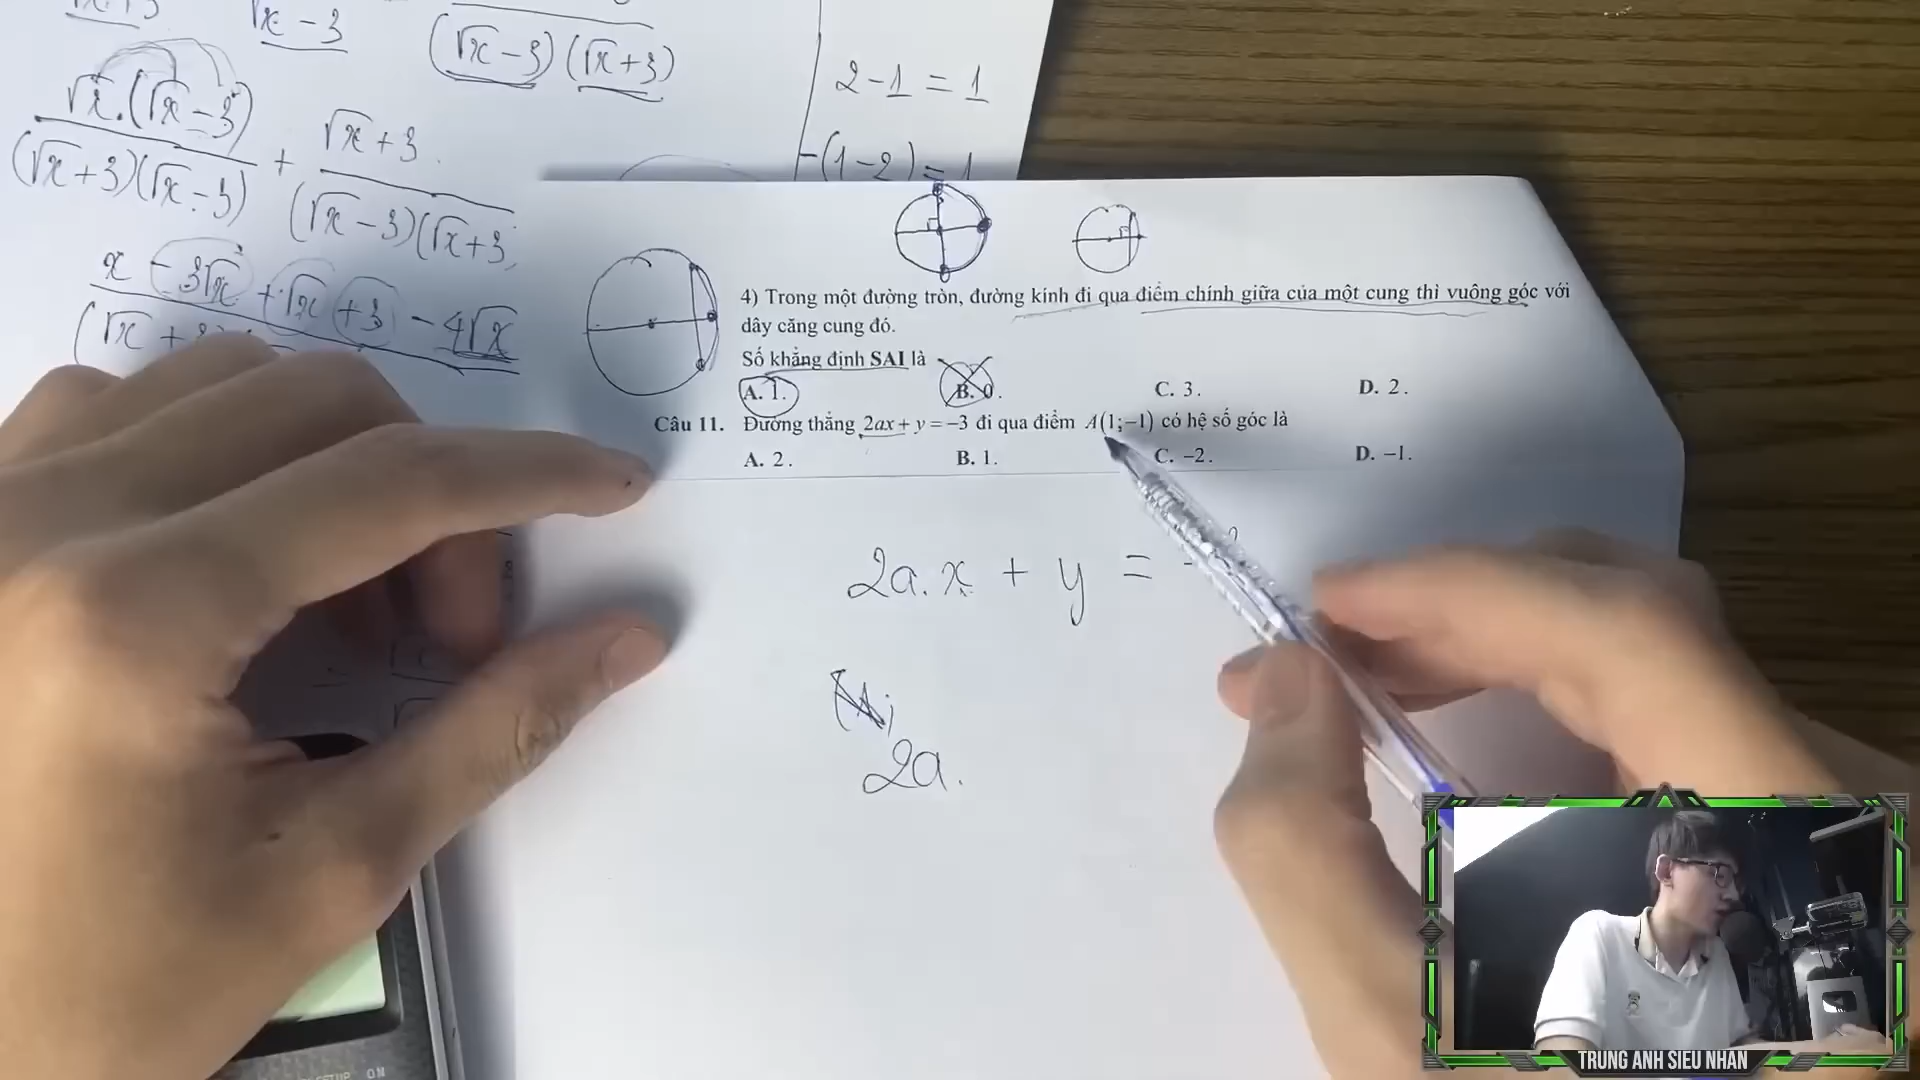 √x - 3
(√x - 3)(√x + 3)
√x.(√x - 3)
(√x + 3)(√x - 3)
+
√x + 3
(√x - 3)(√x + 3
x - 3√x + √x + 3 - 4√x
(√x +
2 - 1 = 1
-(1 - 2) = 1
4) Trong một đường tròn, đường kính đi qua điểm chính giữa của một cung thì vuông góc với
dây căng cung đó.
Số khẳng định SAI là
A. 1. B. 0. C. 3. D. 2.
Câu 11. Đường thẳng 2ax + y = −3 đi qua điểm A(1;−1) có hệ số góc là
A. 2. B. 1. C. −2. D. −1.
2a.x + y =
2a.
ON
TRUNG ANH SIEU NHAN